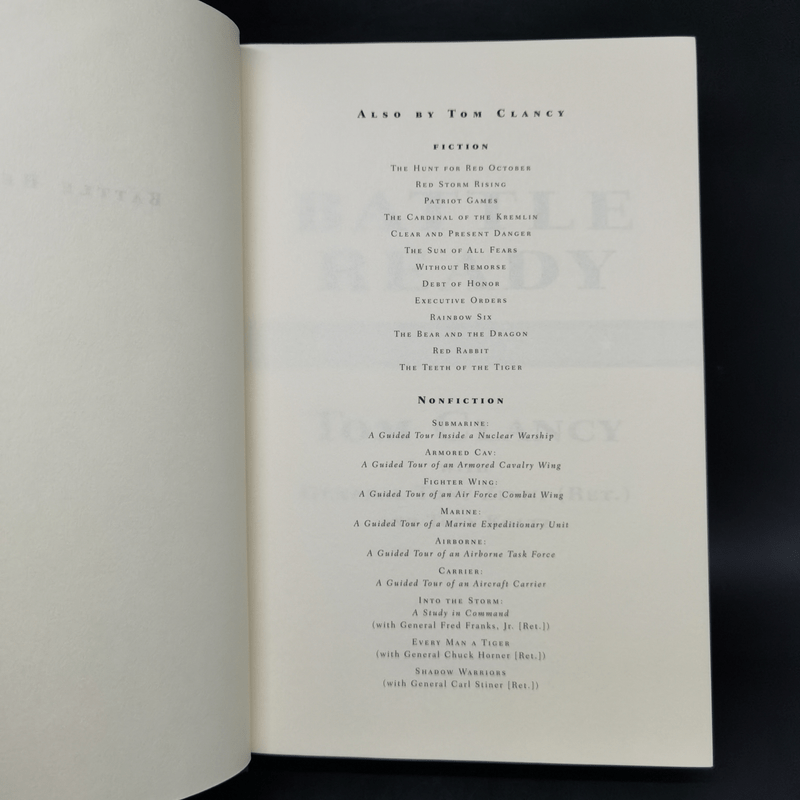 Also by Tom Clancy
FICTION
The Hunt for Red October
Red Storm Rising
Patriot Games
The Cardinal of the Kremlin
Clear and Present Danger
The Sum of All Fears
Without Remorse
Debt of Honor
Executive Orders
Rainbow Six
The Bear and the Dragon
Red Rabbit
The Teeth of the Tiger
Nonfiction
Submarine:
A Guided Tour Inside a Nuclear Warship
Armored Cav:
A Guided Tour of an Armored Cavalry Wing
Fighter Wing:
A Guided Tour of an Air Force Combat Wing
Marine:
A Guided Tour of a Marine Expeditionary Unit
Airborne:
A Guided Tour of an Airborne Task Force
Carrier:
A Guided Tour of an Aircraft Carrier
Into the Storm:
A Study in Command
(with General Fred Franks, Jr. [Ret.])
Every Man a Tiger
(with General Chuck Horner [Ret.])
Shadow Warriors
(with General Carl Stiner [Ret.])
BATTLE
READY
Tom Clancy
(Ret.)